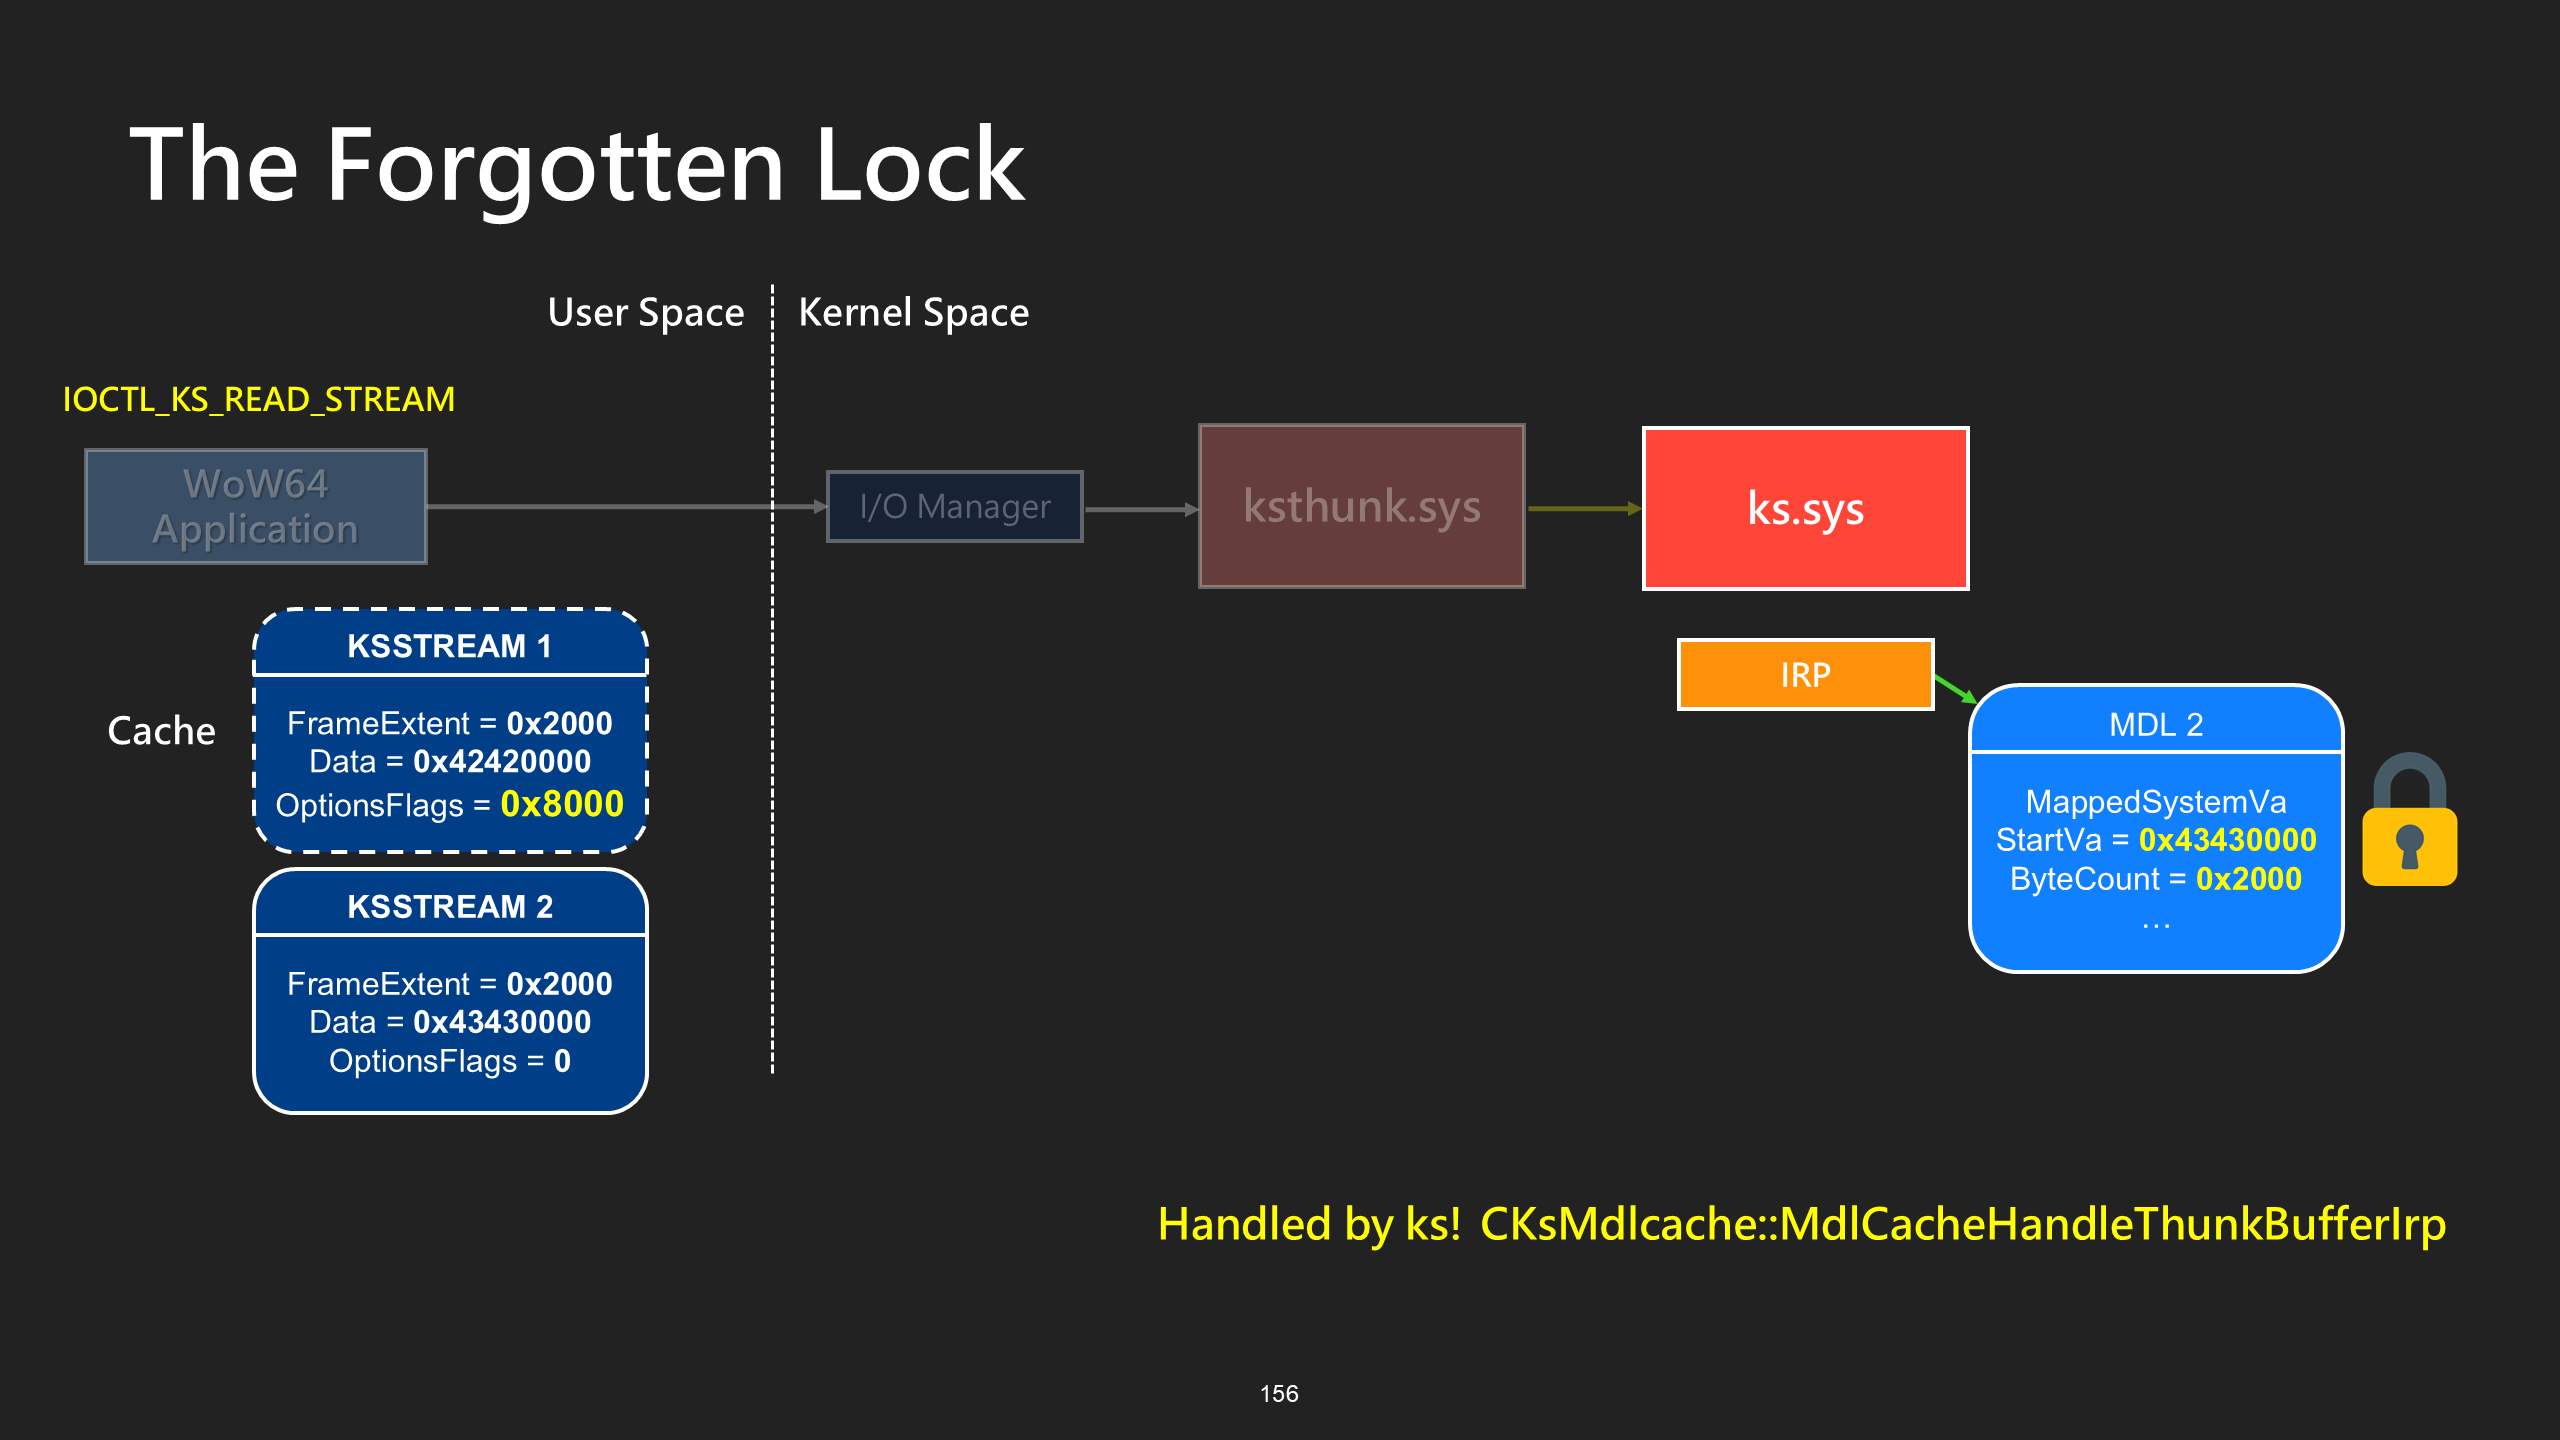 The Forgotten Lock
User Space
Kernel Space
IOCTL_KS_READ_STREAM
WoW64
Application
I/O Manager
ksthunk.sys
ks.sys
IRP
KSSTREAM 1
Cache
FrameExtent = 0x2000
Data = 0x42420000
OptionsFlags = 0x8000
KSSTREAM 2
FrameExtent = 0x2000
Data = 0x43430000
OptionsFlags = 0
MDL 2
MappedSystemVa
StartVa = 0x43430000
ByteCount = 0x2000
…
Handled by ks! CKsMdlcache::MdlCacheHandleThunkBufferIrp
156